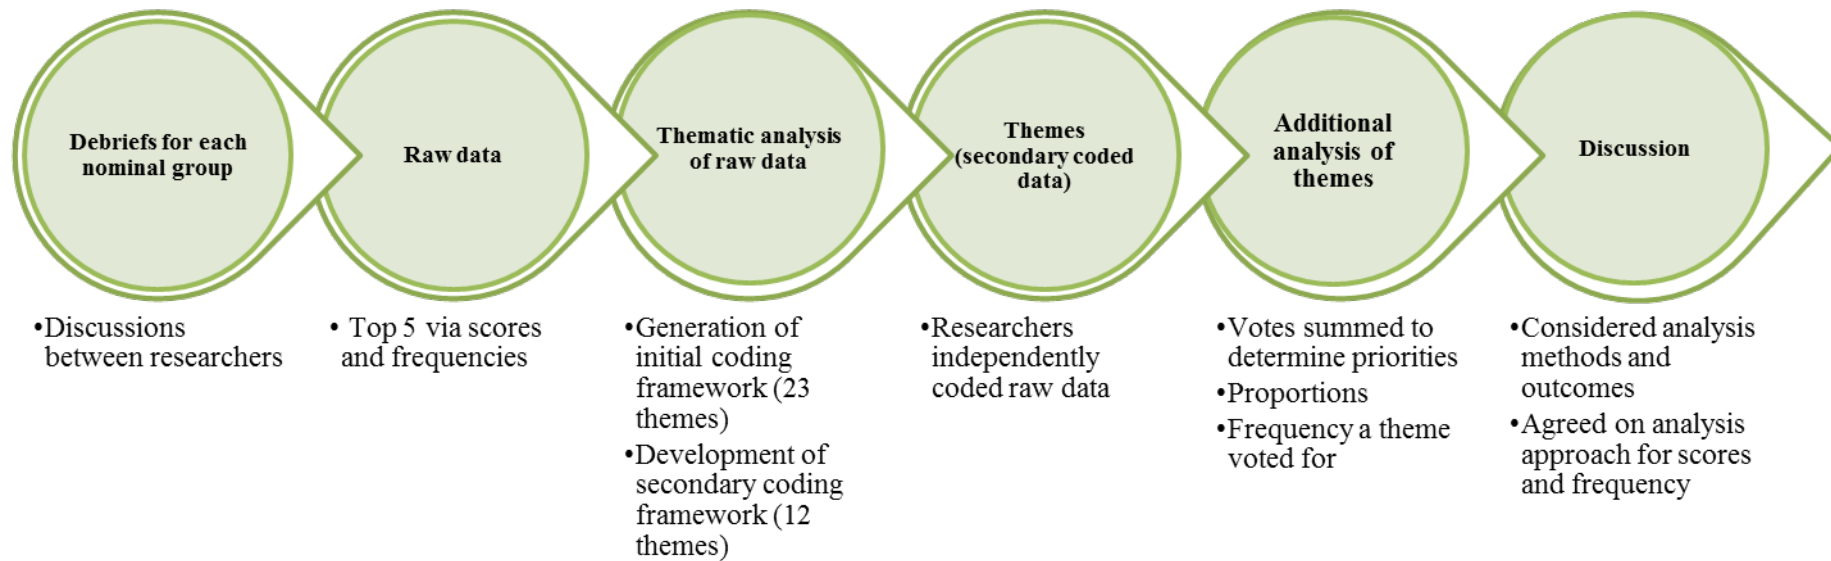 Debriefs for each
nominal group
Raw data
Thematic analysis
of raw data
Themes
(secondary coded
data)
Additional
analysis of
themes
Discussion
•Discussions
between researchers
• Top 5 via scores
and frequencies
•Generation of
initial coding
framework (23
themes)
•Development of
secondary coding
framework (12
themes)
•Researchers
independently
coded raw data
•Votes summed to
determine priorities
•Proportions
•Frequency a theme
voted for
•Considered analysis
methods and
outcomes
•Agreed on analysis
approach for scores
and frequency